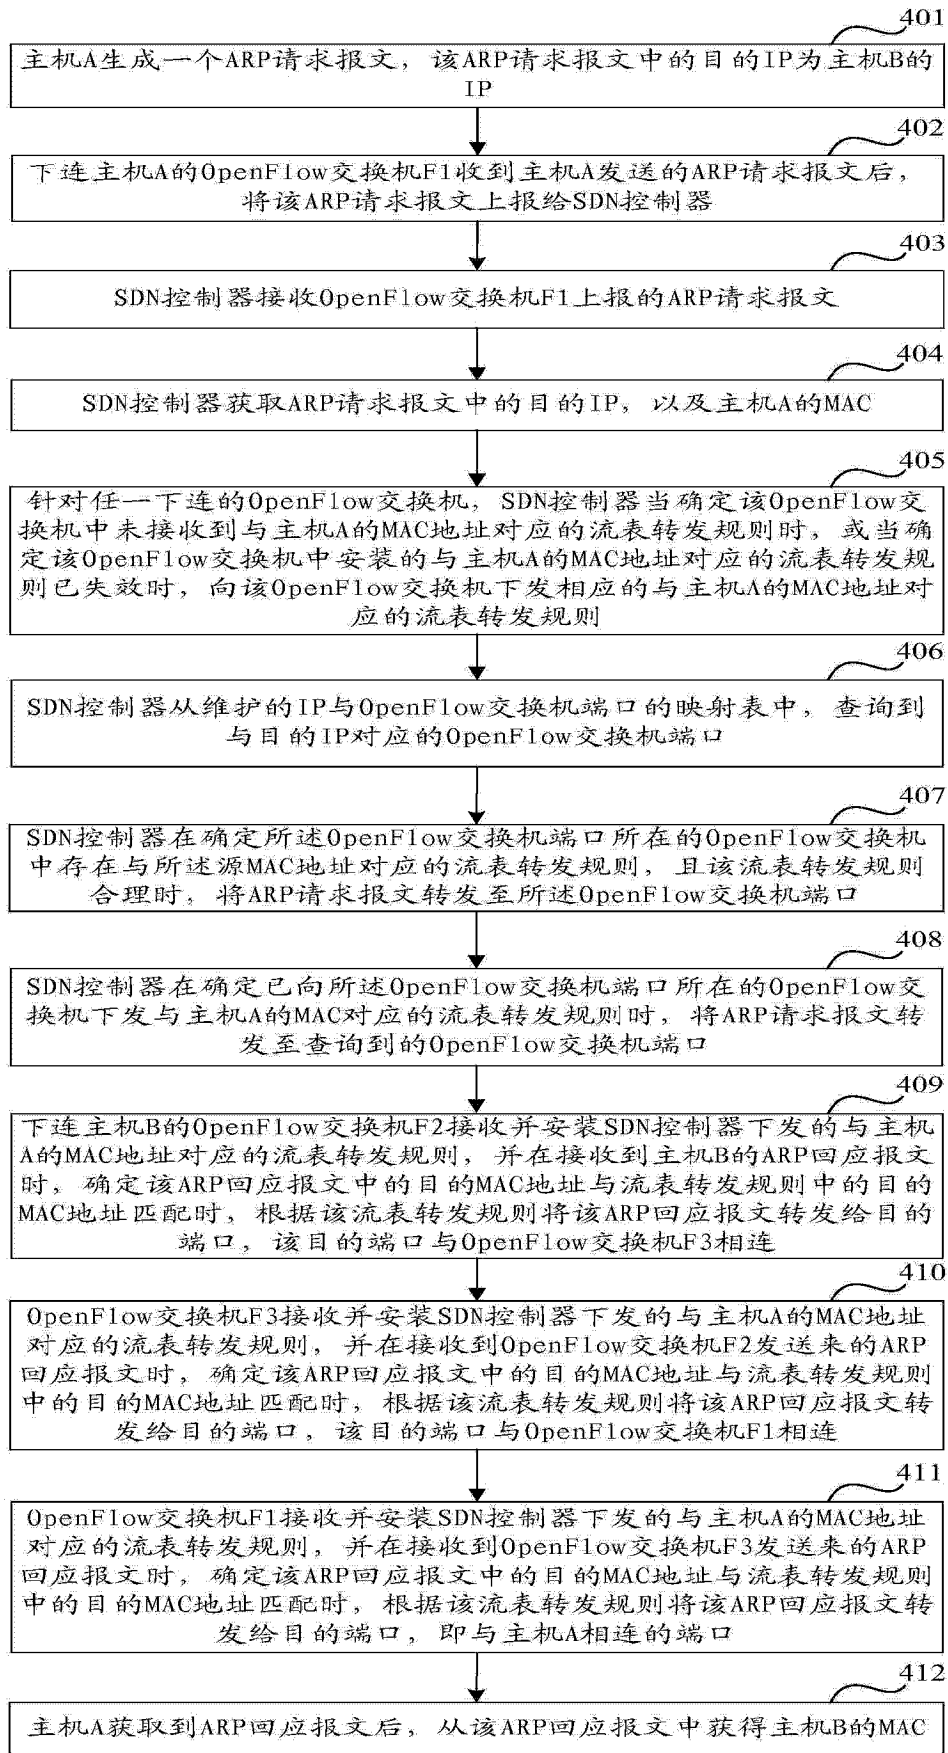 401
主机A生成一个ARP请求报文，该ARP请求报文中的目的IP为主机B的
IP
402
下连主机A的OpenFlow交换机F1收到主机A发送的ARP请求报文后，
将该ARP请求报文上报给SDN控制器
403
SDN控制器接收OpenFlow交换机F1上报的ARP请求报文
404
SDN控制器获取ARP请求报文中的目的IP，以及主机A的MAC
405
针对任一下连的OpenFlow交换机，SDN控制器当确定该OpenFlow交
换机中未接收到与主机A的MAC地址对应的流表转发规则时，或当确
定该OpenFlow交换机中安装的与主机A的MAC地址对应的流表转发规
则已失效时，向该OpenFlow交换机下发相应的与主机A的MAC地址对
应的流表转发规则
406
SDN控制器从维护的IP与OpenFlow交换机端口的映射表中，查询到
与目的IP对应的OpenFlow交换机端口
407
SDN控制器在确定所述OpenFlow交换机端口所在的OpenFlow交换机
中存在与所述源MAC地址对应的流表转发规则，且该流表转发规则
合理时，将ARP请求报文转发至所述OpenFlow交换机端口
408
SDN控制器在确定已向所述OpenFlow交换机端口所在的OpenFlow交
换机下发与主机A的MAC对应的流表转发规则时，将ARP请求报文转
发至查询到的OpenFlow交换机端口
409
下连主机B的OpenFlow交换机F2接收并安装SDN控制器下发的与主机
A的MAC地址对应的流表转发规则，并在接收到主机B的ARP回应报文
时，确定该ARP回应报文中的目的MAC地址与流表转发规则中的目的
MAC地址匹配时，根据该流表转发规则将该ARP回应报文转发给目的
端口，该目的端口与OpenFlow交换机F3相连
410
OpenFlow交换机F3接收并安装SDN控制器下发的与主机A的MAC地址
对应的流表转发规则，并在接收到OpenFlow交换机F2发送来的ARP
回应报文时，确定该ARP回应报文中的目的MAC地址与流表转发规则
中的目的MAC地址匹配时，根据该流表转发规则将该ARP回应报文转
发给目的端口，该目的端口与OpenFlow交换机F1相连
411
OpenFlow交换机F1接收并安装SDN控制器下发的与主机A的MAC地址
对应的流表转发规则，并在接收到OpenFlow交换机F3发送来的ARP
回应报文时，确定该ARP回应报文中的目的MAC地址与流表转发规则
中的目的MAC地址匹配时，根据该流表转发规则将该ARP回应报文转
发给目的端口，即与主机A相连的端口
412
主机A获取到ARP回应报文后，从该ARP回应报文中获得主机B的MAC